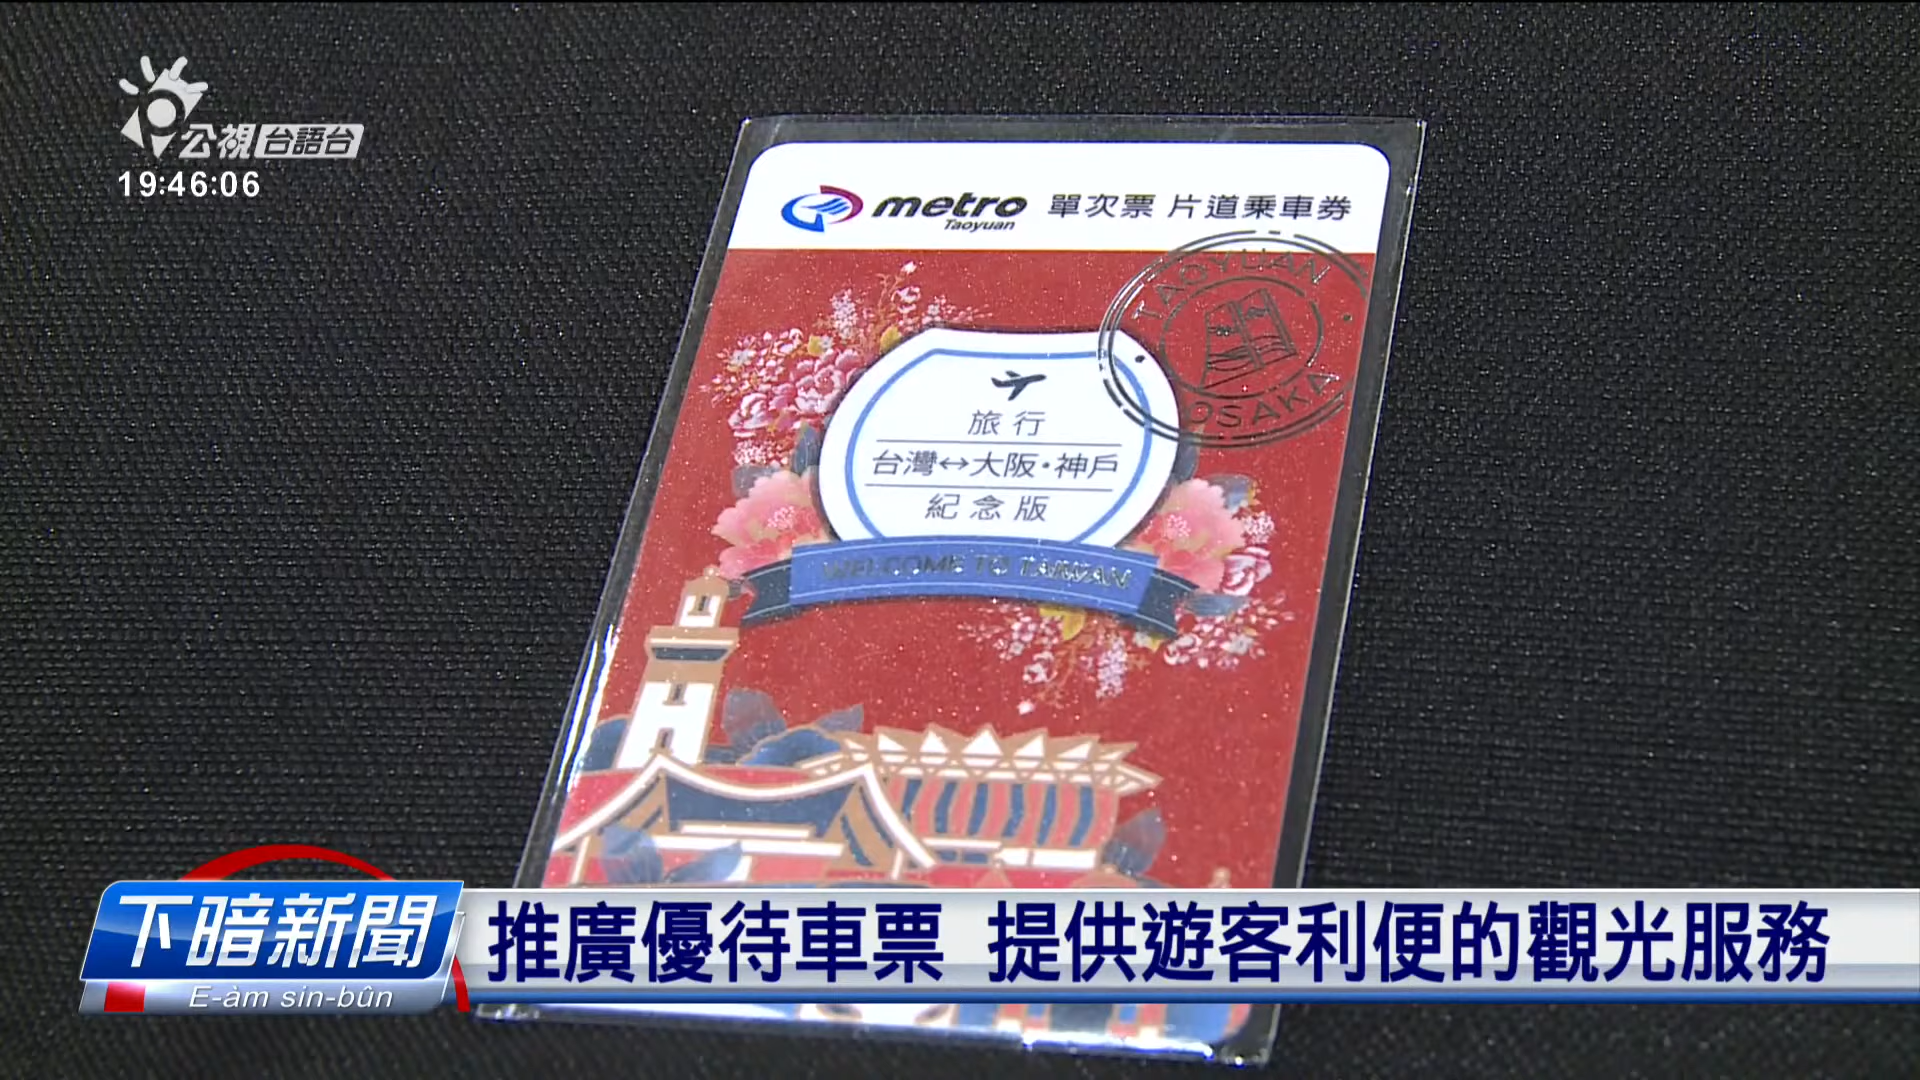 公視台語台
19:46:06
metro Taoyuan 單次票 片道乗車券
TAOYUAN
OSAKA
旅行
台灣↔大阪・神戶
紀念版
WELCOME TO TAIWAN
下暗新聞
E-àm sin-bûn
推廣優待車票 提供遊客利便的觀光服務